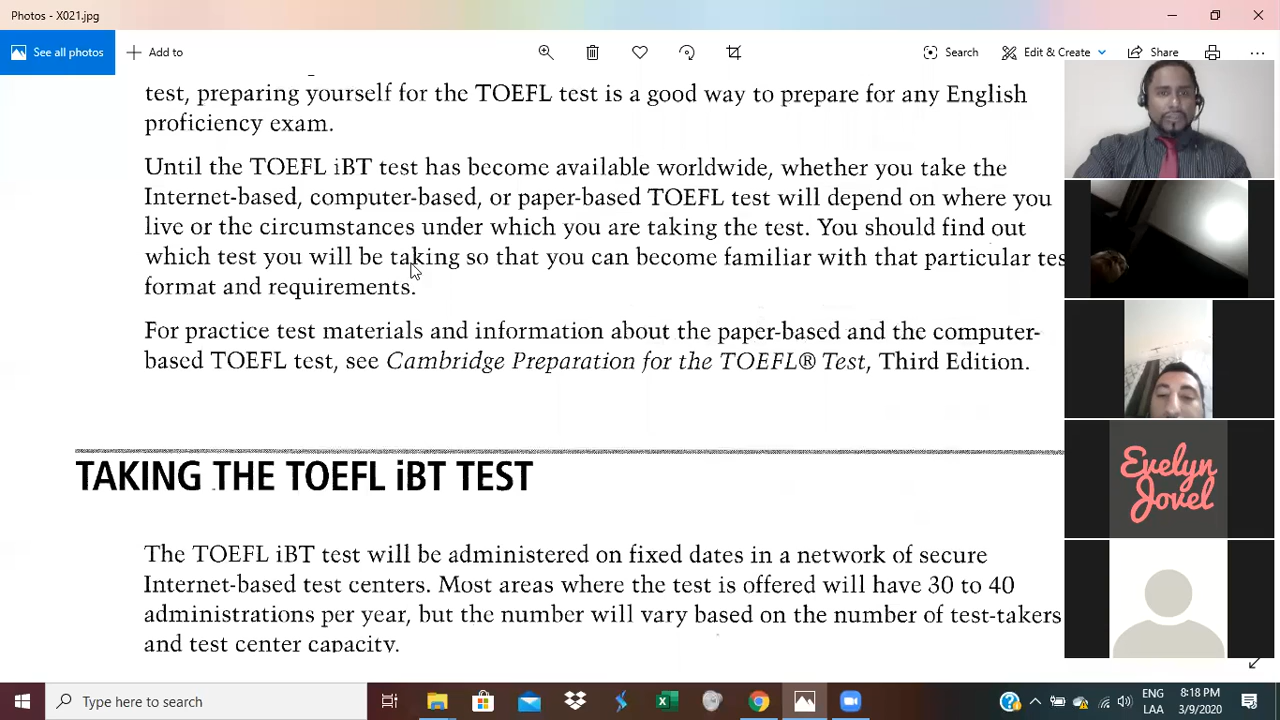 Photos - X021.jpg
See all photos
Add to
Search
Edit & Create
Share
test, preparing yourself for the TOEFL test is a good way to prepare for any English
proficiency exam.
Until the TOEFL iBT test has become available worldwide, whether you take the
Internet-based, computer-based, or paper-based TOEFL test will depend on where you
live or the circumstances under which you are taking the test. You should find out
which test you will be taking so that you can become familiar with that particular tes
format and requirements.
For practice test materials and information about the paper-based and the computer-
based TOEFL test, see Cambridge Preparation for the TOEFL® Test, Third Edition.
TAKING THE TOEFL iBT TEST
The TOEFL iBT test will be administered on fixed dates in a network of secure
Internet-based test centers. Most areas where the test is offered will have 30 to 40
administrations per year, but the number will vary based on the number of test-takers
and test center capacity.
Evelyn
Jovel
Type here to search
ENG
LAA
8:18 PM
3/9/2020